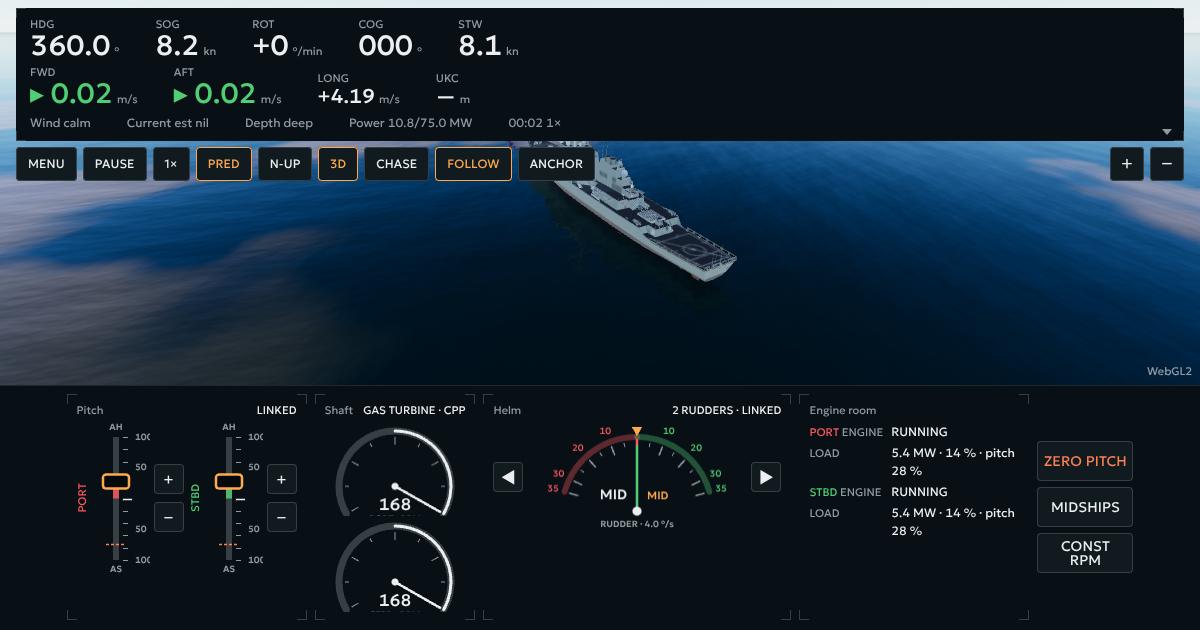 HDG SOG ROT COG STW
360.0 ° 8.2 kn +0 °/min 000 ° 8.1 kn
FWD AFT LONG UKC
▶ 0.02 m/s ▶ 0.02 m/s +4.19 m/s — m
Wind calm Current est nil Depth deep Power 10.8/75.0 MW 00:02 1×
MENU PAUSE 1× PRED N-UP 3D CHASE FOLLOW ANCHOR + −
WebGL2
Pitch LINKED
AH AH
100 100
50 50
PORT STBD
+ +
− −
50 50
100 100
AS AS
Shaft GAS TURBINE · CPP
168
168
Helm 2 RUDDERS · LINKED
10 10
20 20
30 30
35 35
◀ MID MID ▶
RUDDER · 4.0 °/s
Engine room
PORT ENGINE RUNNING
LOAD 5.4 MW · 14 % · pitch
28 %
STBD ENGINE RUNNING
LOAD 5.4 MW · 14 % · pitch
28 %
ZERO PITCH
MIDSHIPS
CONST
RPM